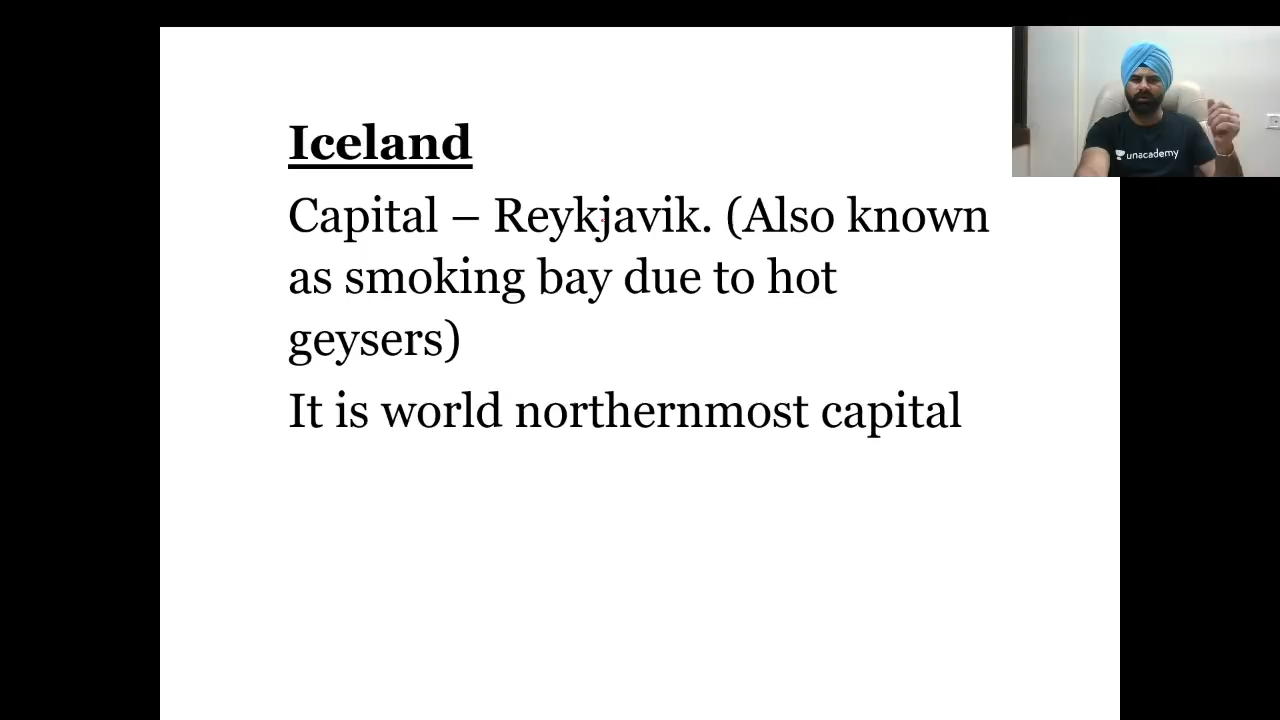 Iceland
Capital – Reykjavik. (Also known
as smoking bay due to hot
geysers)
It is world northernmost capital
unacademy